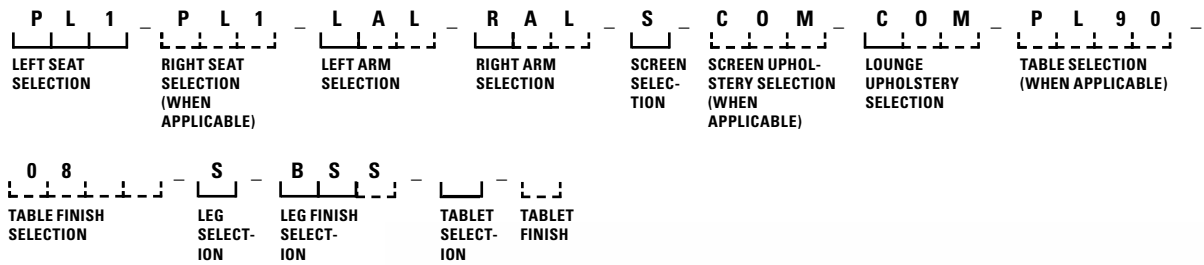 P L 1 _ P L 1 _ L A L _ R A L _ S _ C O M _ C O M _ P L 9 0 _
LEFT SEAT RIGHT SEAT LEFT ARM RIGHT ARM SCREEN SCREEN UPHOL- LOUNGE TABLE SELECTION
SELECTION SELECTION SELECTION SELECTION SELEC- STERY SELECTION UPHOLSTERY (WHEN APPLICABLE)
(WHEN TION (WHEN SELECTION
APPLICABLE) APPLICABLE)
0 8 _ S _ B S S _ _
TABLE FINISH LEG LEG FINISH TABLET TABLET
SELECTION SELECT- SELECT- SELECT- FINISH
ION ION ION